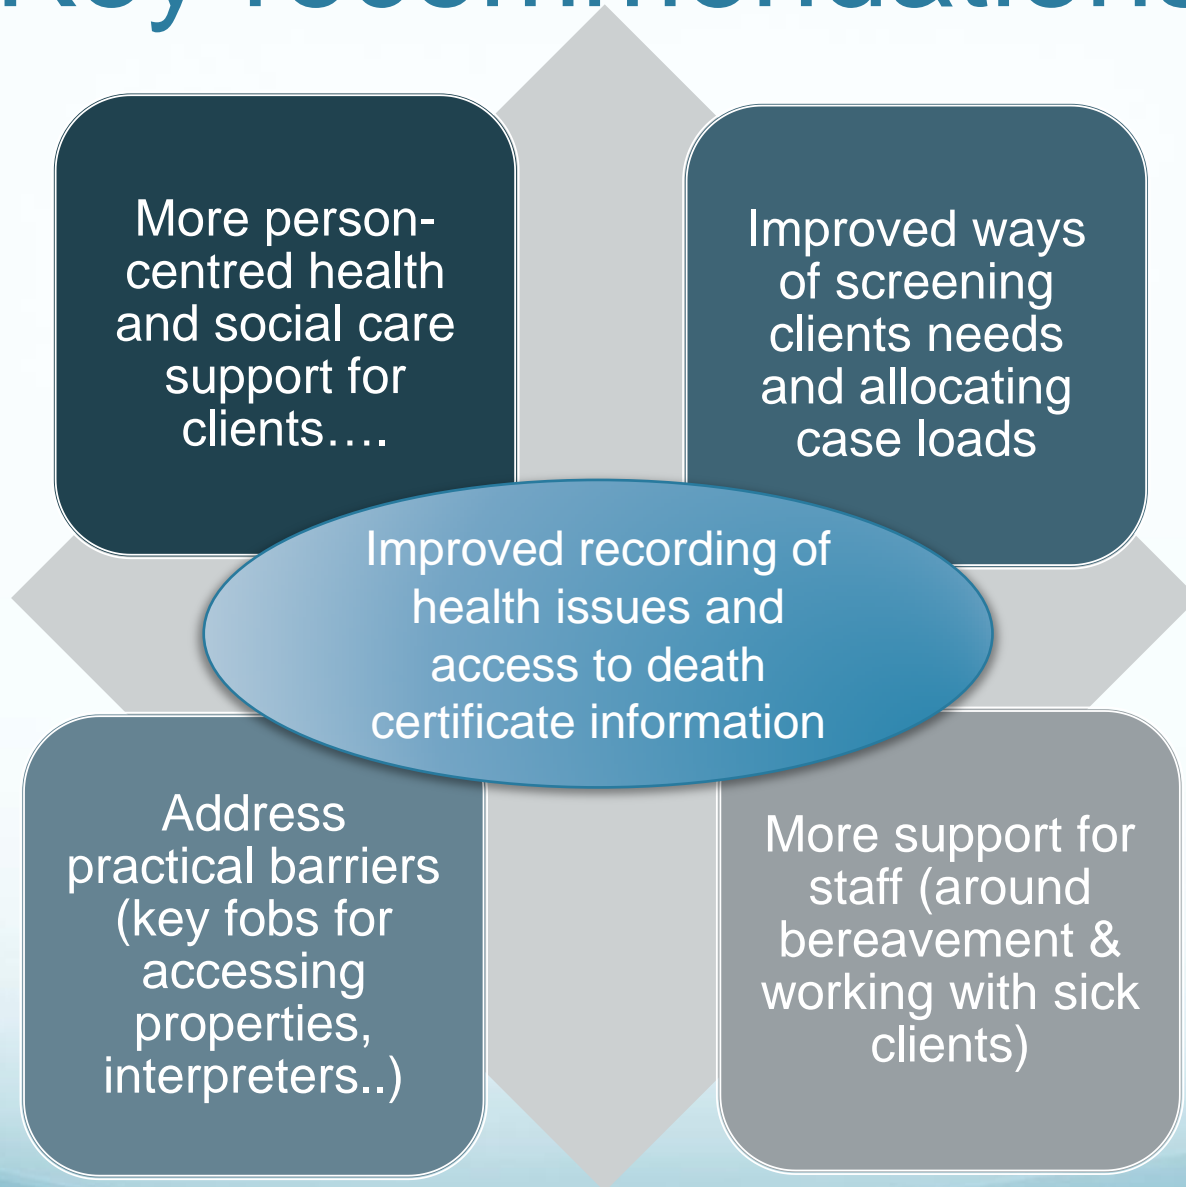 Key recommendations
More person-
centred health
and social care
support for
clients….
Improved ways
of screening
clients needs
and allocating
case loads
Improved recording of
health issues and
access to death
certificate information
Address
practical barriers
(key fobs for
accessing
properties,
interpreters..)
More support for
staff (around
bereavement &
working with sick
clients)